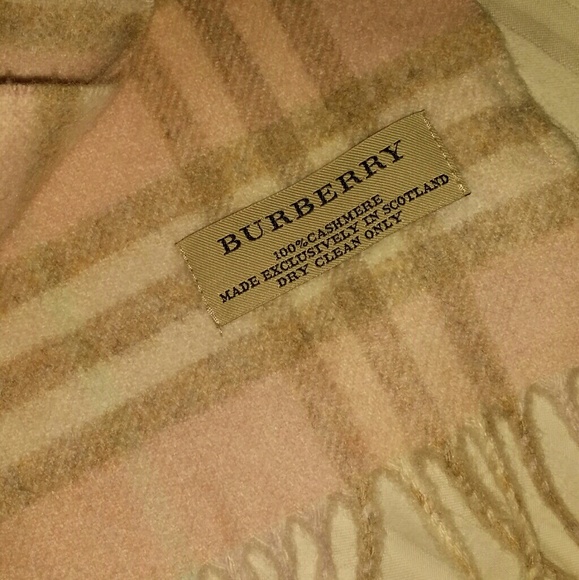 BURBERRY
100%CASHMERE
MADE EXCLUSIVELY IN SCOTLAND
DRY CLEAN ONLY